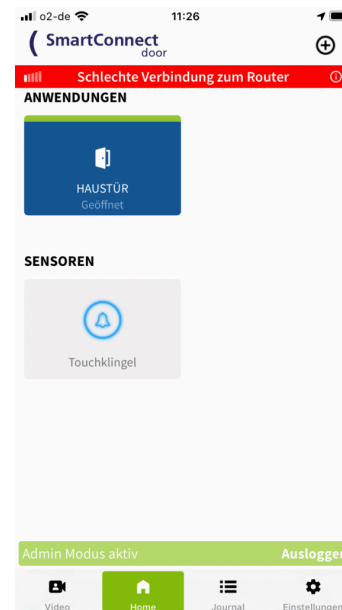 o2-de 11:26
SmartConnect
door
Schlechte Verbindung zum Router
ANWENDUNGEN
HAUSTÜR
Geöffnet
SENSOREN
Touchklingel
Admin Modus aktiv Auslogger
Video Home Journal Einstellungen